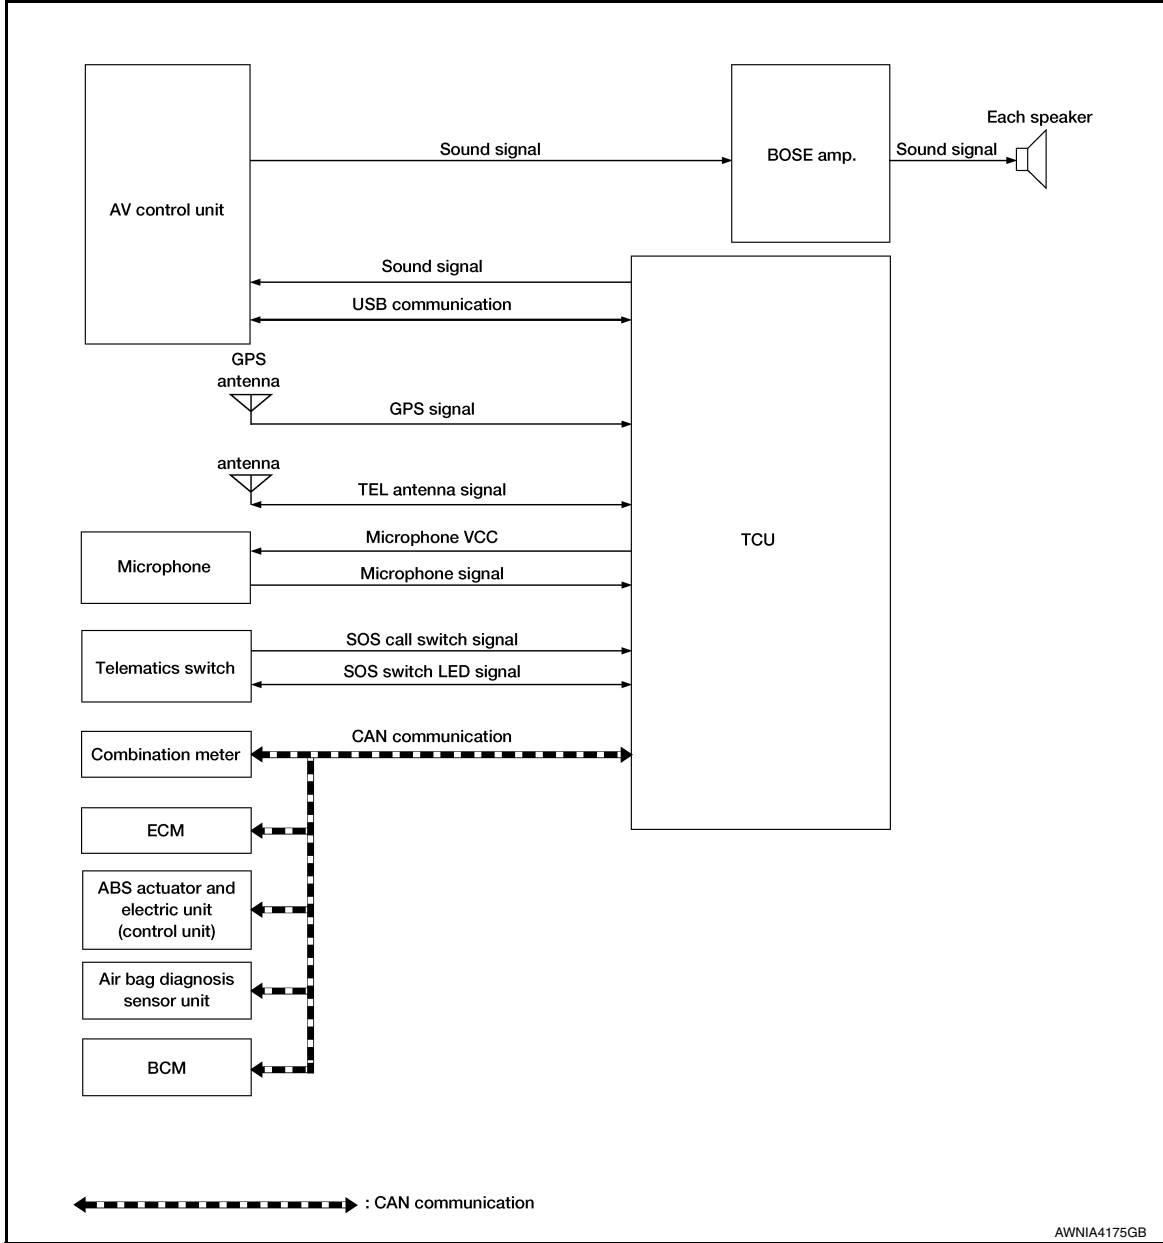 Each speaker
Sound signal
BOSE amp.
Sound signal
AV control unit
Sound signal
USB communication
GPS
antenna
GPS signal
antenna
TEL antenna signal
Microphone VCC
Microphone
Microphone signal
TCU
SOS call switch signal
Telematics switch
SOS switch LED signal
CAN communication
Combination meter
ECM
ABS actuator and
electric unit
(control unit)
Air bag diagnosis
sensor unit
BCM
: CAN communication
AWNIA4175GB